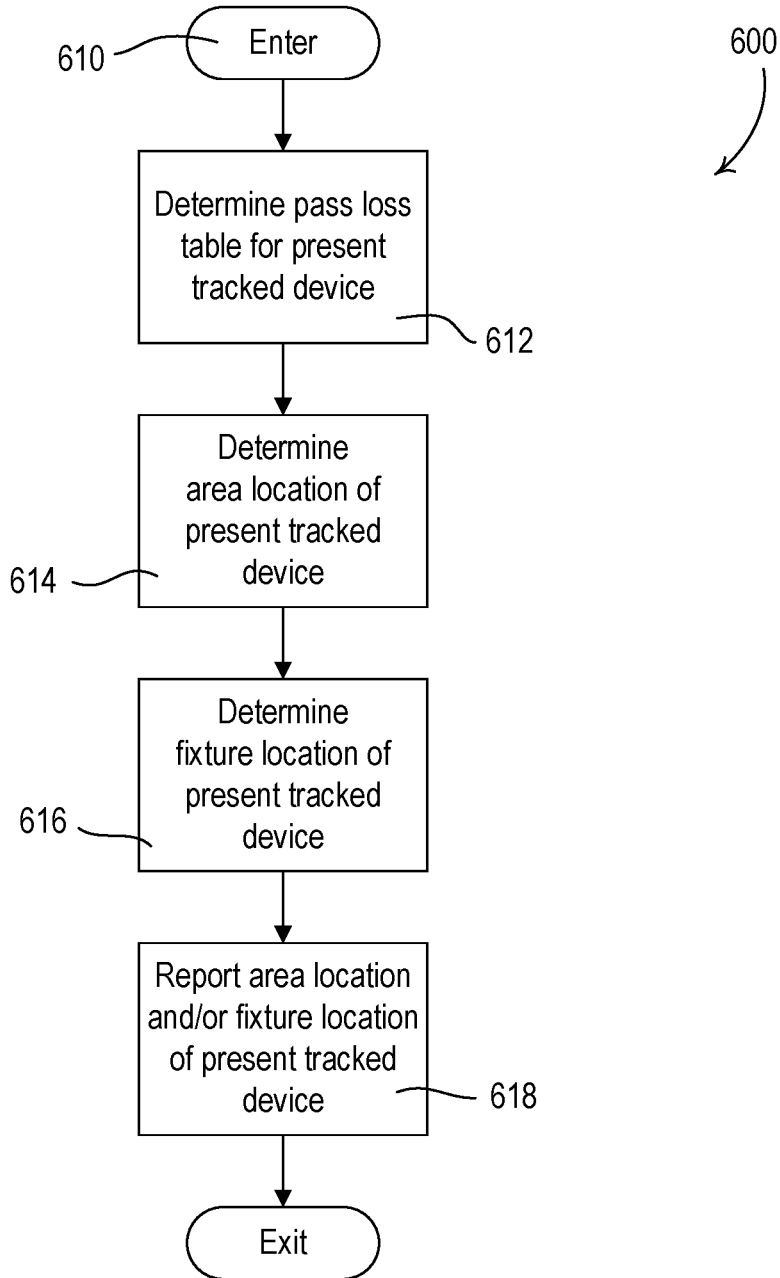 Enter
610
600
Determine pass loss
table for present
tracked device
612
Determine
area location of
present tracked
device
614
Determine
fixture location of
present tracked
device
616
Report area location
and/or fixture location
of present tracked
device
618
Exit